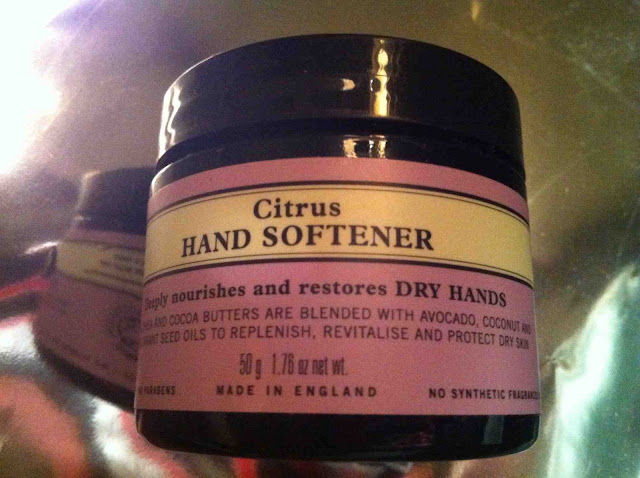 Citrus
HAND SOFTENER
nourishes and restores DRY HANDS
AND COCOA BUTTERS ARE BLENDED WITH AVOCADO, COCONUT AND
SEED OILS TO REPLENISH, REVITALISE AND PROTECT DRY SKIN
50 g 1.76 oz net wt.
PARABENS MADE IN ENGLAND NO SYNTHETIC